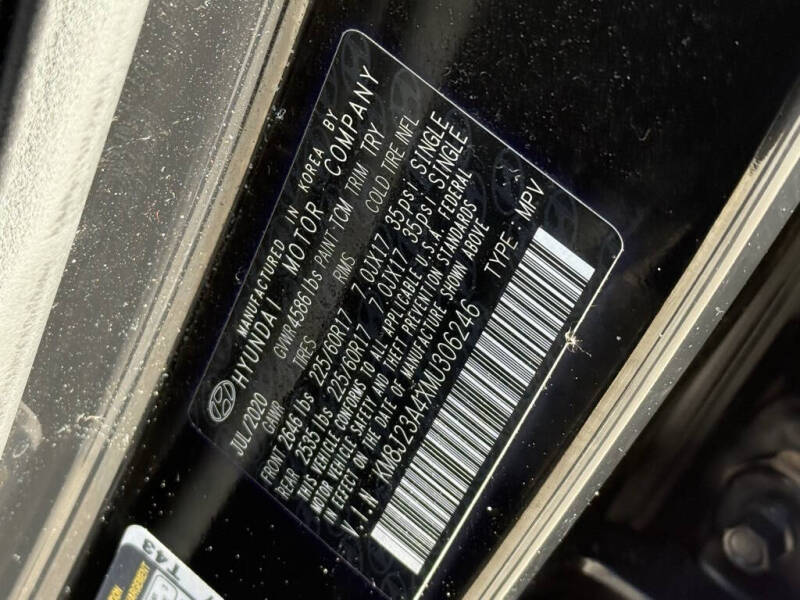 MANUFACTURED IN KOREA BY
HYUNDAI MOTOR COMPANY
JUL/2020 GVWR 4586 lbs PAINT:TCM TRIM TRY
GAWR TIRES RIMS COLD TIRE INFL
FRONT 2646 lbs 225/60R17 7.0JX17 35psi SINGLE
REAR 2535 lbs 225/60R17 7.0JX17 35psi SINGLE
THIS VEHICLE CONFORMS TO ALL APPLICABLE U.S.A. FEDERAL
MOTOR VEHICLE SAFETY AND THEFT PREVENTION STANDARDS
IN EFFECT ON THE DATE OF MANUFACTURE SHOWN ABOVE
V.I.N KM8J23A4XMU306246 TYPE: MPV
T43